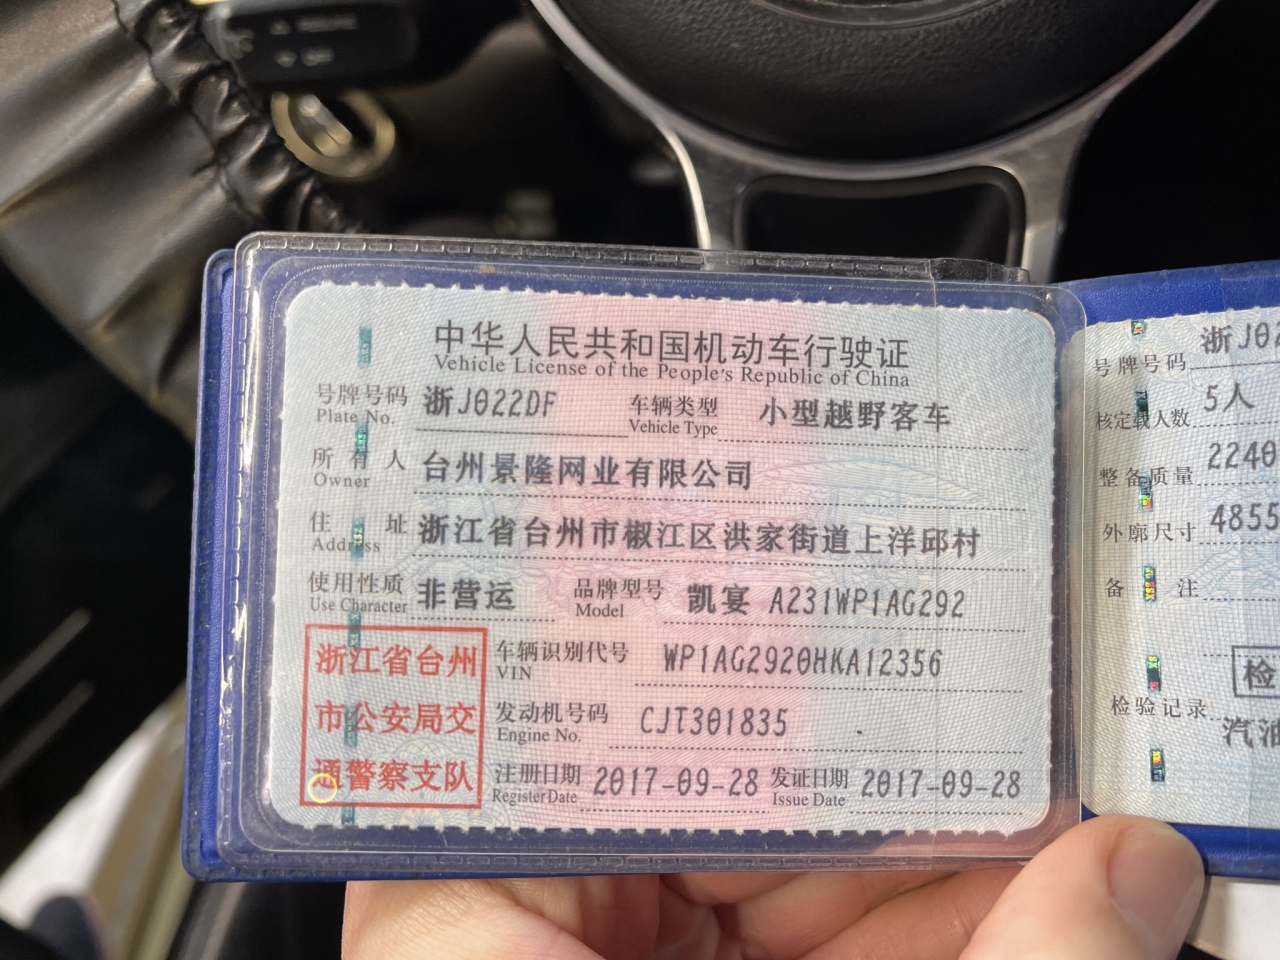 中华人民共和国机动车行驶证
Vehicle License of the People's Republic of China
号牌号码 浙J022DF 车辆类型 小型越野客车
Plate No. Vehicle Type
所有人 台州景隆网业有限公司
Owner
住址 浙江省台州市椒江区洪家街道上洋邱村
Address
使用性质 非营运 品牌型号 凯宴 A231WP1AG292
Use Character Model
浙江省台州
市公安局交
通警察支队
车辆识别代号 WP1AG2920HKA12356
VIN
发动机号码 CJT301835
Engine No.
注册日期 2017-09-28 发证日期 2017-09-28
Register Date Issue Date
号牌号码 浙J02
核定载人数 5人
整备质量 2240
外廓尺寸 4855
备注
检
检验记录
汽油